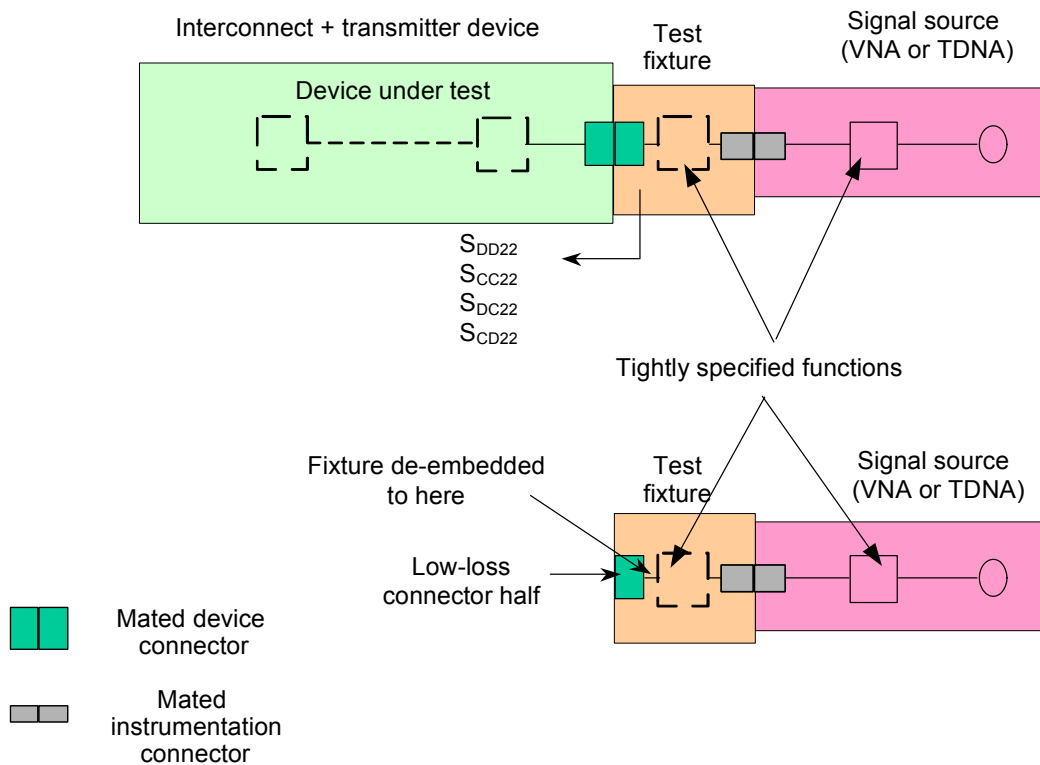 Interconnect + transmitter device
Test
fixture
Signal source
(VNA or TDNA)
Device under test
SDD22
SCC22
SDC22
SCD22
Tightly specified functions
Fixture de-embedded
to here
Test
fixture
Signal source
(VNA or TDNA)
Low-loss
connector half
Mated device
connector
Mated
instrumentation
connector